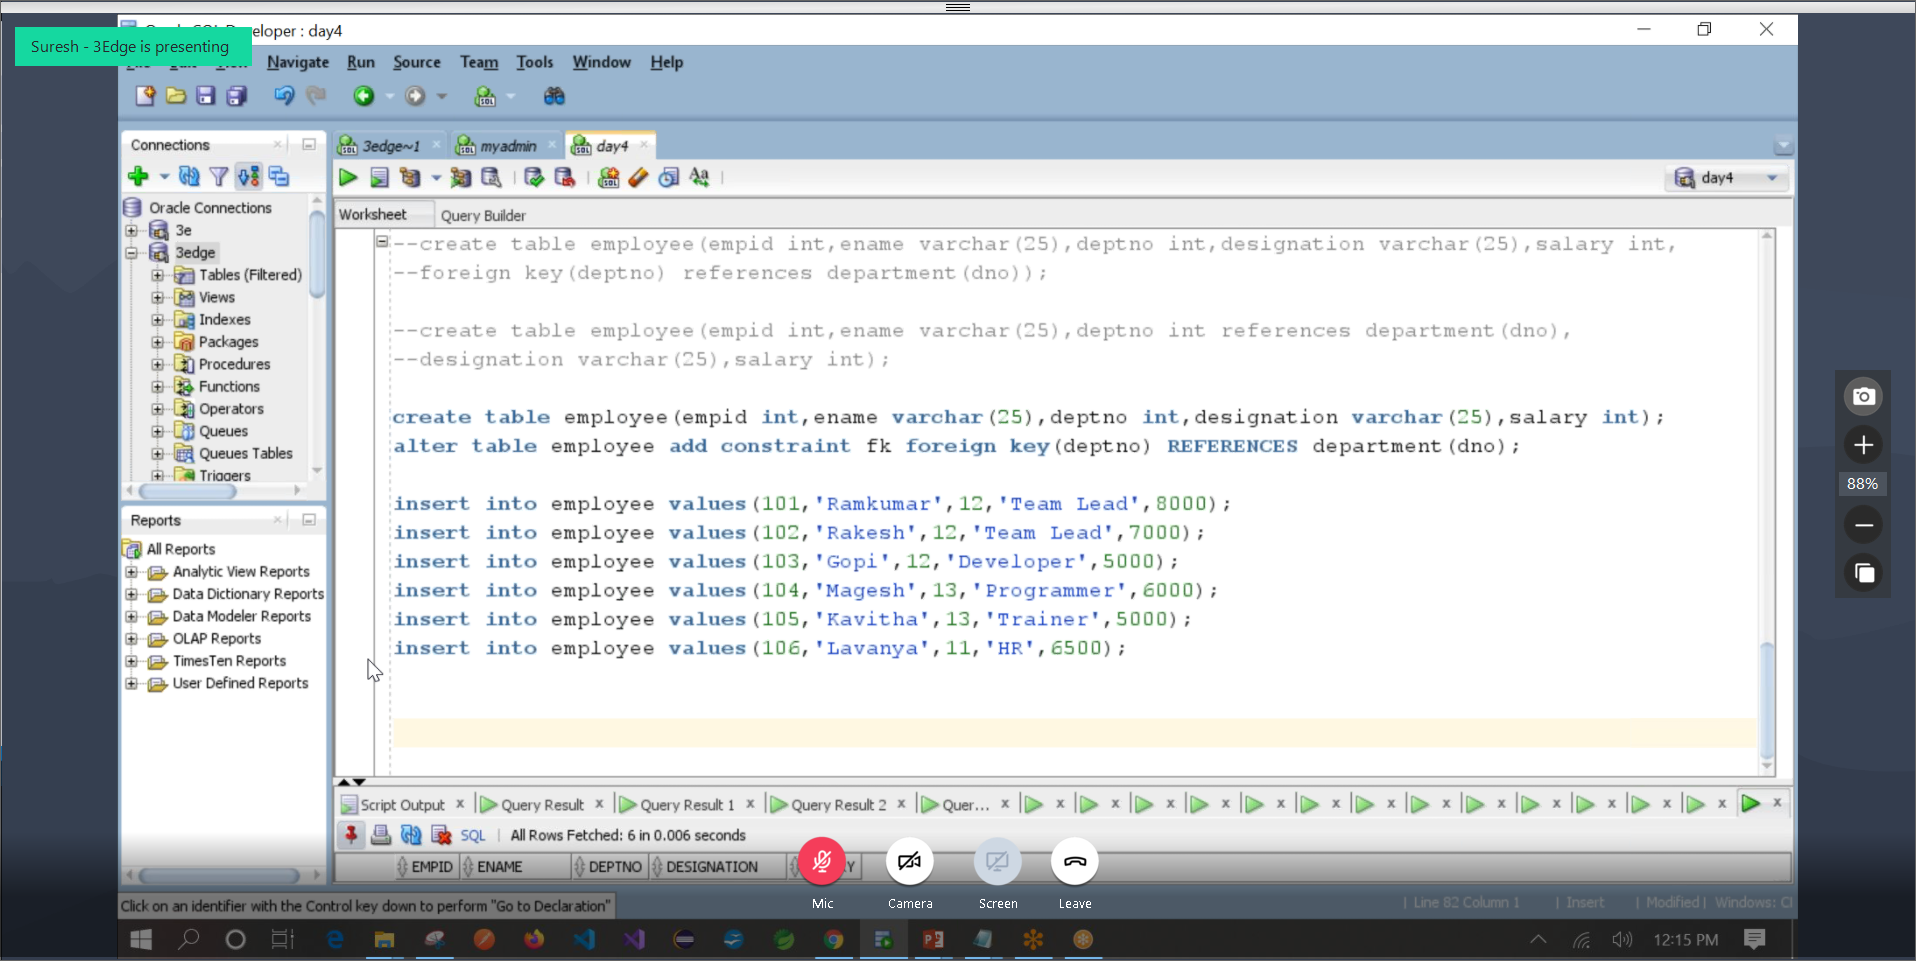 Suresh - 3Edge is presenting
eloper : day4
Navigate Run Source Team Tools Window Help
Connections
Oracle Connections
3e
3edge
Tables (Filtered)
Views
Indexes
Packages
Procedures
Functions
Operators
Queues
Queues Tables
Triggers
Reports
All Reports
Analytic View Reports
Data Dictionary Reports
Data Modeler Reports
OLAP Reports
TimesTen Reports
User Defined Reports
3edge~1 myadmin day4
day4
Worksheet Query Builder
--create table employee(empid int,ename varchar(25),deptno int,designation varchar(25),salary int,
--foreign key(deptno) references department(dno));
--create table employee(empid int,ename varchar(25),deptno int references department(dno),
--designation varchar(25),salary int);
create table employee(empid int,ename varchar(25),deptno int,designation varchar(25),salary int);
alter table employee add constraint fk foreign key(deptno) REFERENCES department(dno);
insert into employee values(101,'Ramkumar',12,'Team Lead',8000);
insert into employee values(102,'Rakesh',12,'Team Lead',7000);
insert into employee values(103,'Gopi',12,'Developer',5000);
insert into employee values(104,'Magesh',13,'Programmer',6000);
insert into employee values(105,'Kavitha',13,'Trainer',5000);
insert into employee values(106,'Lavanya',11,'HR',6500);
Script Output x Query Result x Query Result 1 x Query Result 2 x Quer... x
SQL | All Rows Fetched: 6 in 0.006 seconds
EMPID ENAME DEPTNO DESIGNATION Y
Mic Camera Screen Leave
Click on an identifier with the Control key down to perform "Go to Declaration"
| Line 82 Column 1 | Insert | Modified | Windows: C
88%
12:15 PM